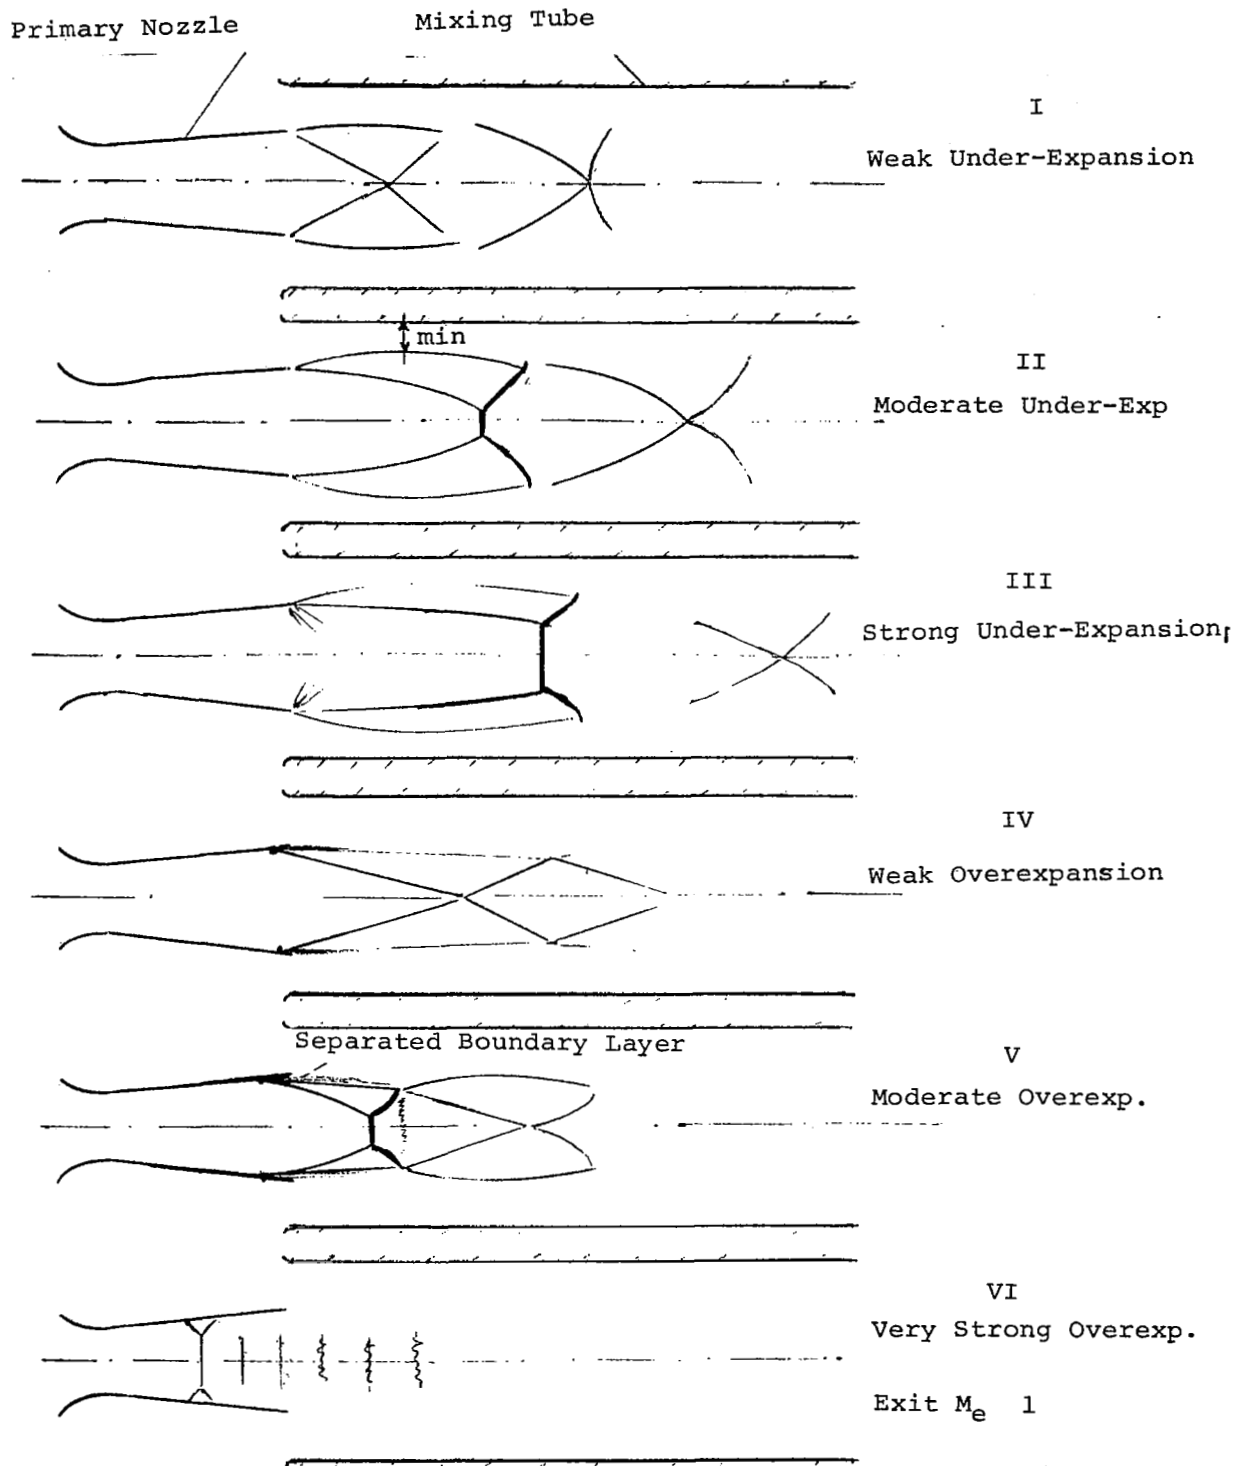 Primary Nozzle
Mixing Tube
I
Weak Under-Expansion
min
II
Moderate Under-Exp
III
Strong Under-Expansion
IV
Weak Overexpansion
Separated Boundary Layer
V
Moderate Overexp.
VI
Very Strong Overexp.
Exit Me 1